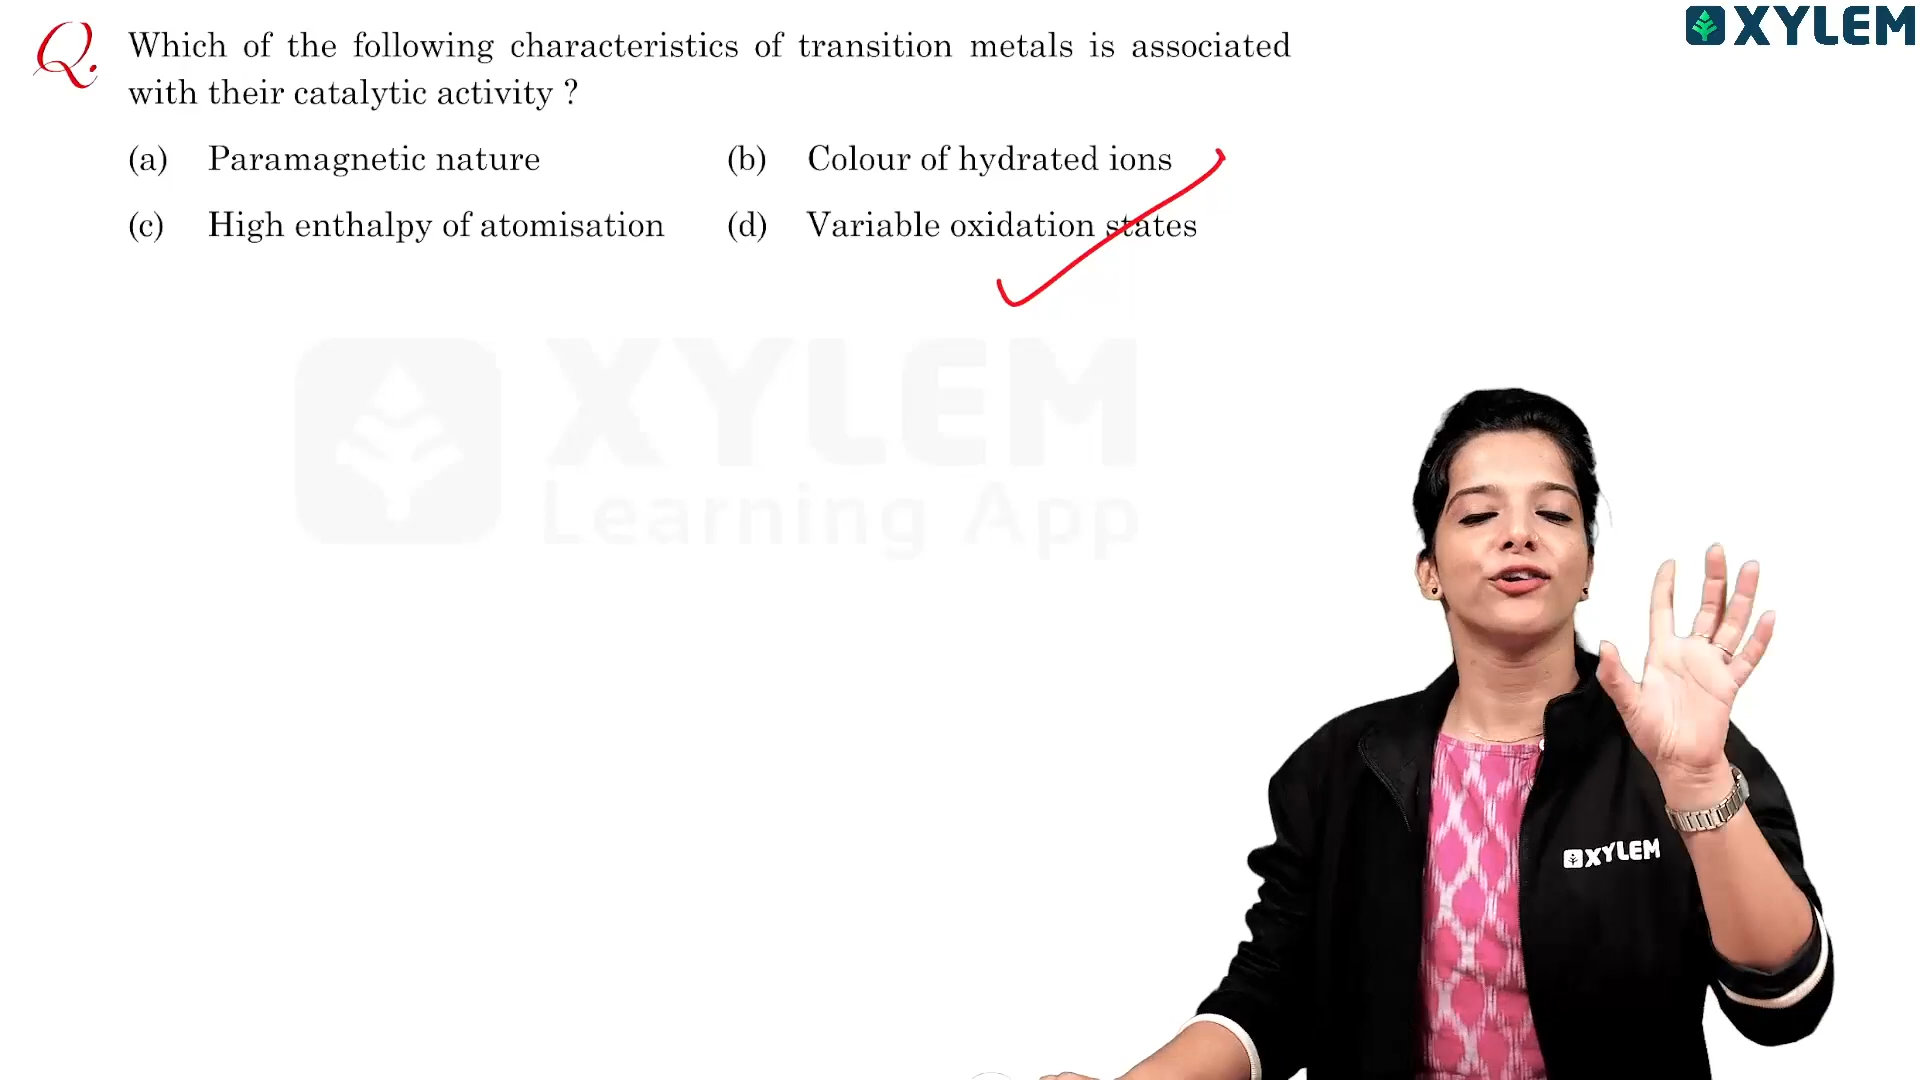 XYLEM
Q. Which of the following characteristics of transition metals is associated
with their catalytic activity ?
(a) Paramagnetic nature (b) Colour of hydrated ions
(c) High enthalpy of atomisation (d) Variable oxidation states
XYLEM
Learning App
XYLEM